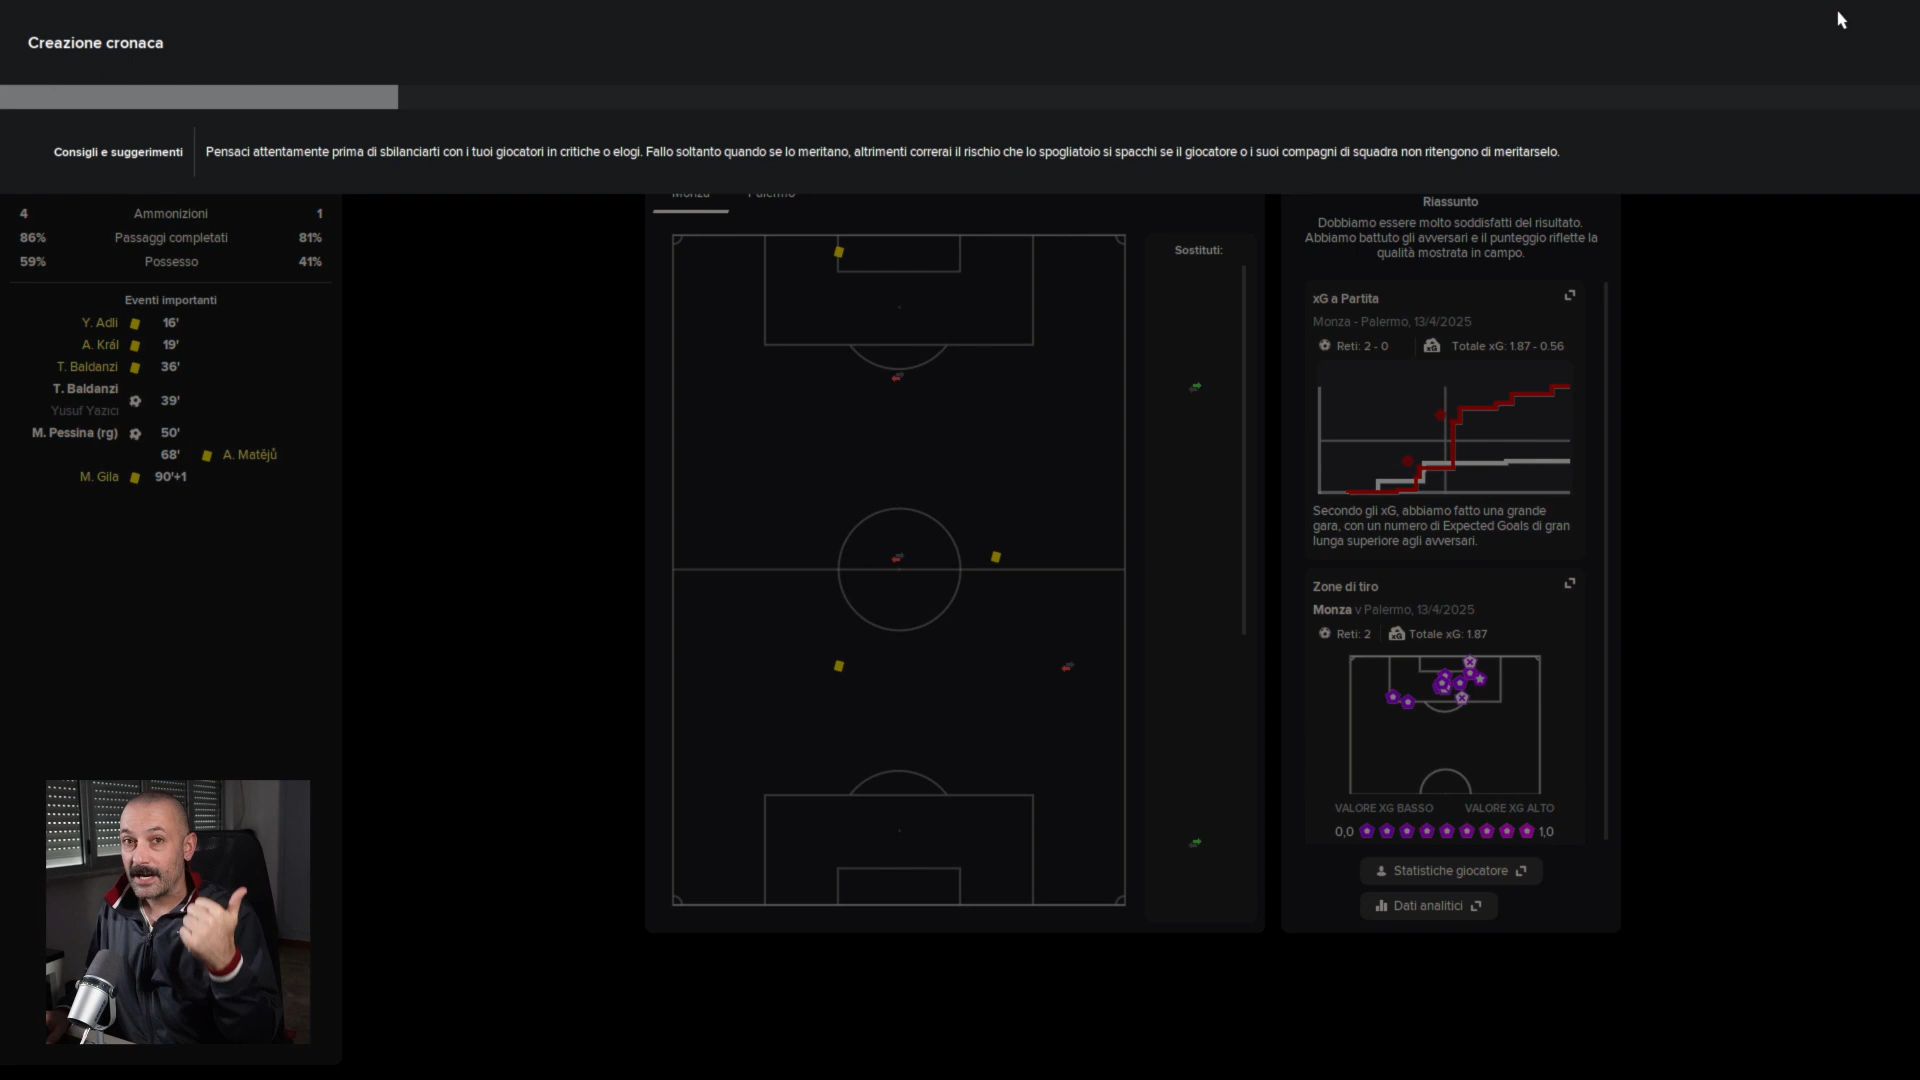 Creazione cronaca
Consigli e suggerimenti
Pensaci attentamente prima di sbilanciarti con i tuoi giocatori in critiche o elogi. Fallo soltanto quando se lo meritano, altrimenti correrai il rischio che lo spogliatoio si spacchi se il giocatore o i suoi compagni di squadra non ritengono di meritarselo.
4 Ammonizioni 1
86% Passaggi completati 81%
59% Possesso 41%
Eventi importanti
Y. Adli 16'
A. Král 19'
T. Baldanzi 36'
T. Baldanzi
Yusuf Yazıcı
39'
M. Pessina (rg) 50'
68' A. Matějů
M. Gila 90'+1
Monza Palermo
Sostituti:
Riassunto
Dobbiamo essere molto soddisfatti del risultato.
Abbiamo battuto gli avversari e il punteggio riflette la
qualità mostrata in campo.
xG a Partita
Monza - Palermo, 13/4/2025
Reti: 2 - 0 xG Totale xG: 1.87 - 0.56
Secondo gli xG, abbiamo fatto una grande
gara, con un numero di Expected Goals di gran
lunga superiore agli avversari.
Zone di tiro
Monza v Palermo, 13/4/2025
Reti: 2 xG Totale xG: 1.87
VALORE XG BASSO VALORE XG ALTO
0,0 1,0
Statistiche giocatore
Dati analitici